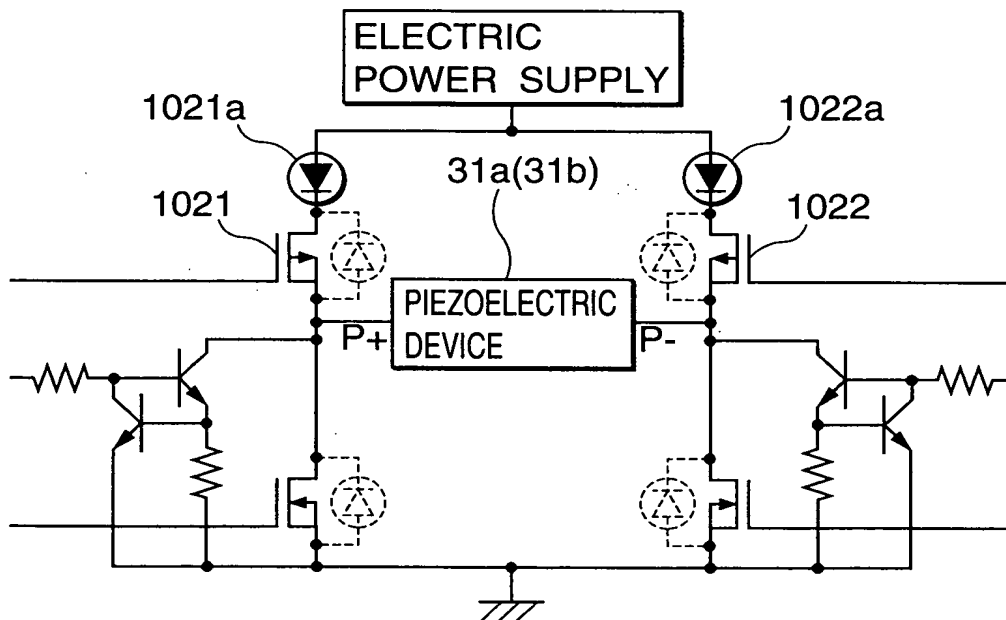 ELECTRIC
POWER SUPPLY
1021a
1022a
31a(31b)
1021
1022
PIEZOELECTRIC
DEVICE
P+
P-